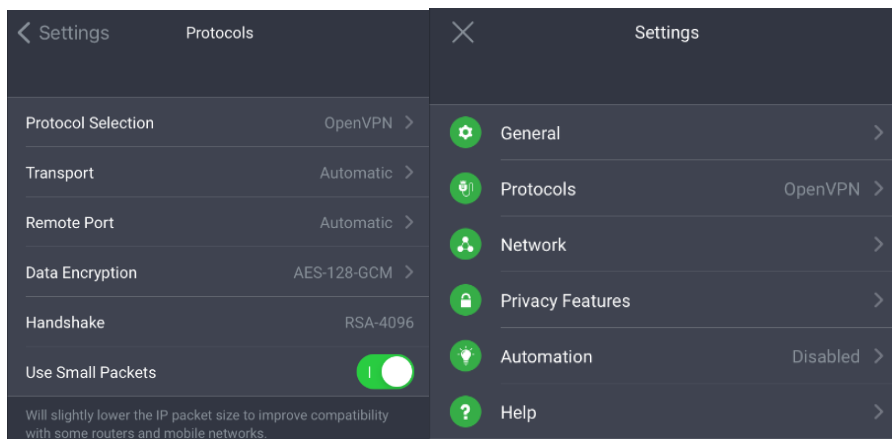 Settings
Protocols
Protocol Selection OpenVPN
Transport Automatic
Remote Port Automatic
Data Encryption AES-128-GCM
Handshake RSA-4096
Use Small Packets
Will slightly lower the IP packet size to improve compatibility
with some routers and mobile networks.
Settings
General
Protocols OpenVPN
Network
Privacy Features
Automation Disabled
Help